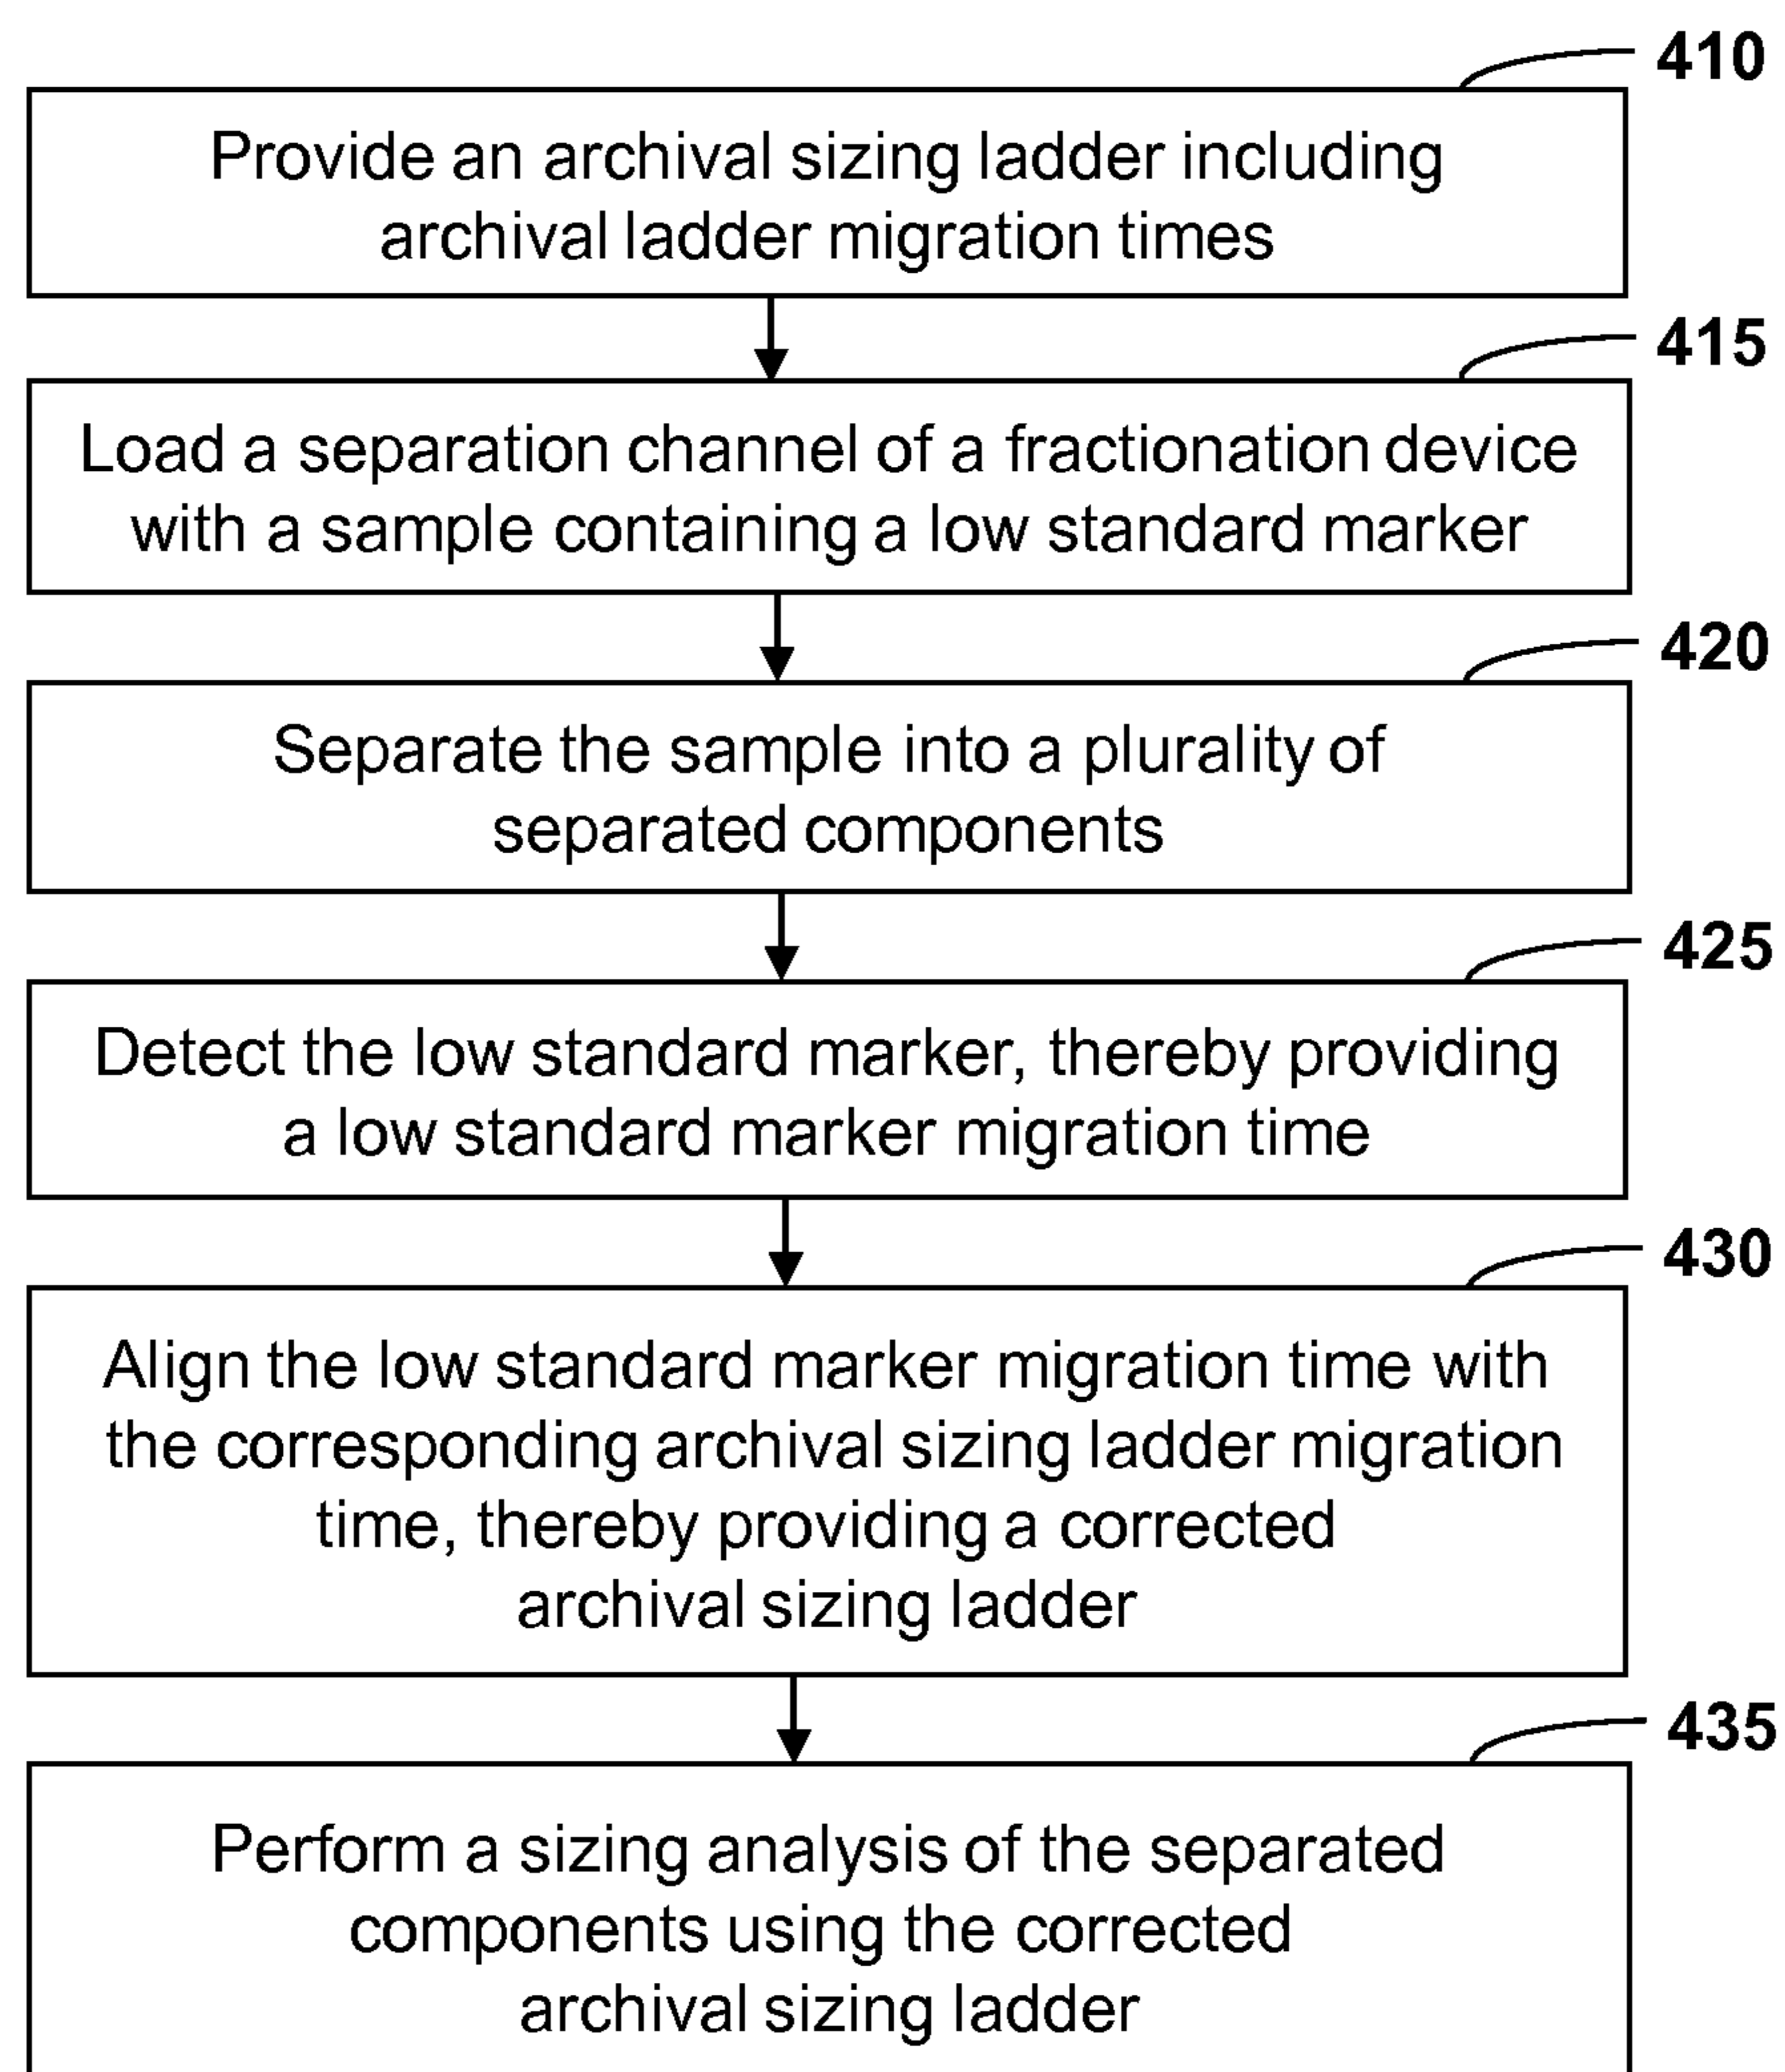 410
Provide an archival sizing ladder including
archival ladder migration times
415
Load a separation channel of a fractionation device
with a sample containing a low standard marker
420
Separate the sample into a plurality of
separated components
425
Detect the low standard marker, thereby providing
a low standard marker migration time
430
Align the low standard marker migration time with
the corresponding archival sizing ladder migration
time, thereby providing a corrected
archival sizing ladder
435
Perform a sizing analysis of the separated
components using the corrected
archival sizing ladder